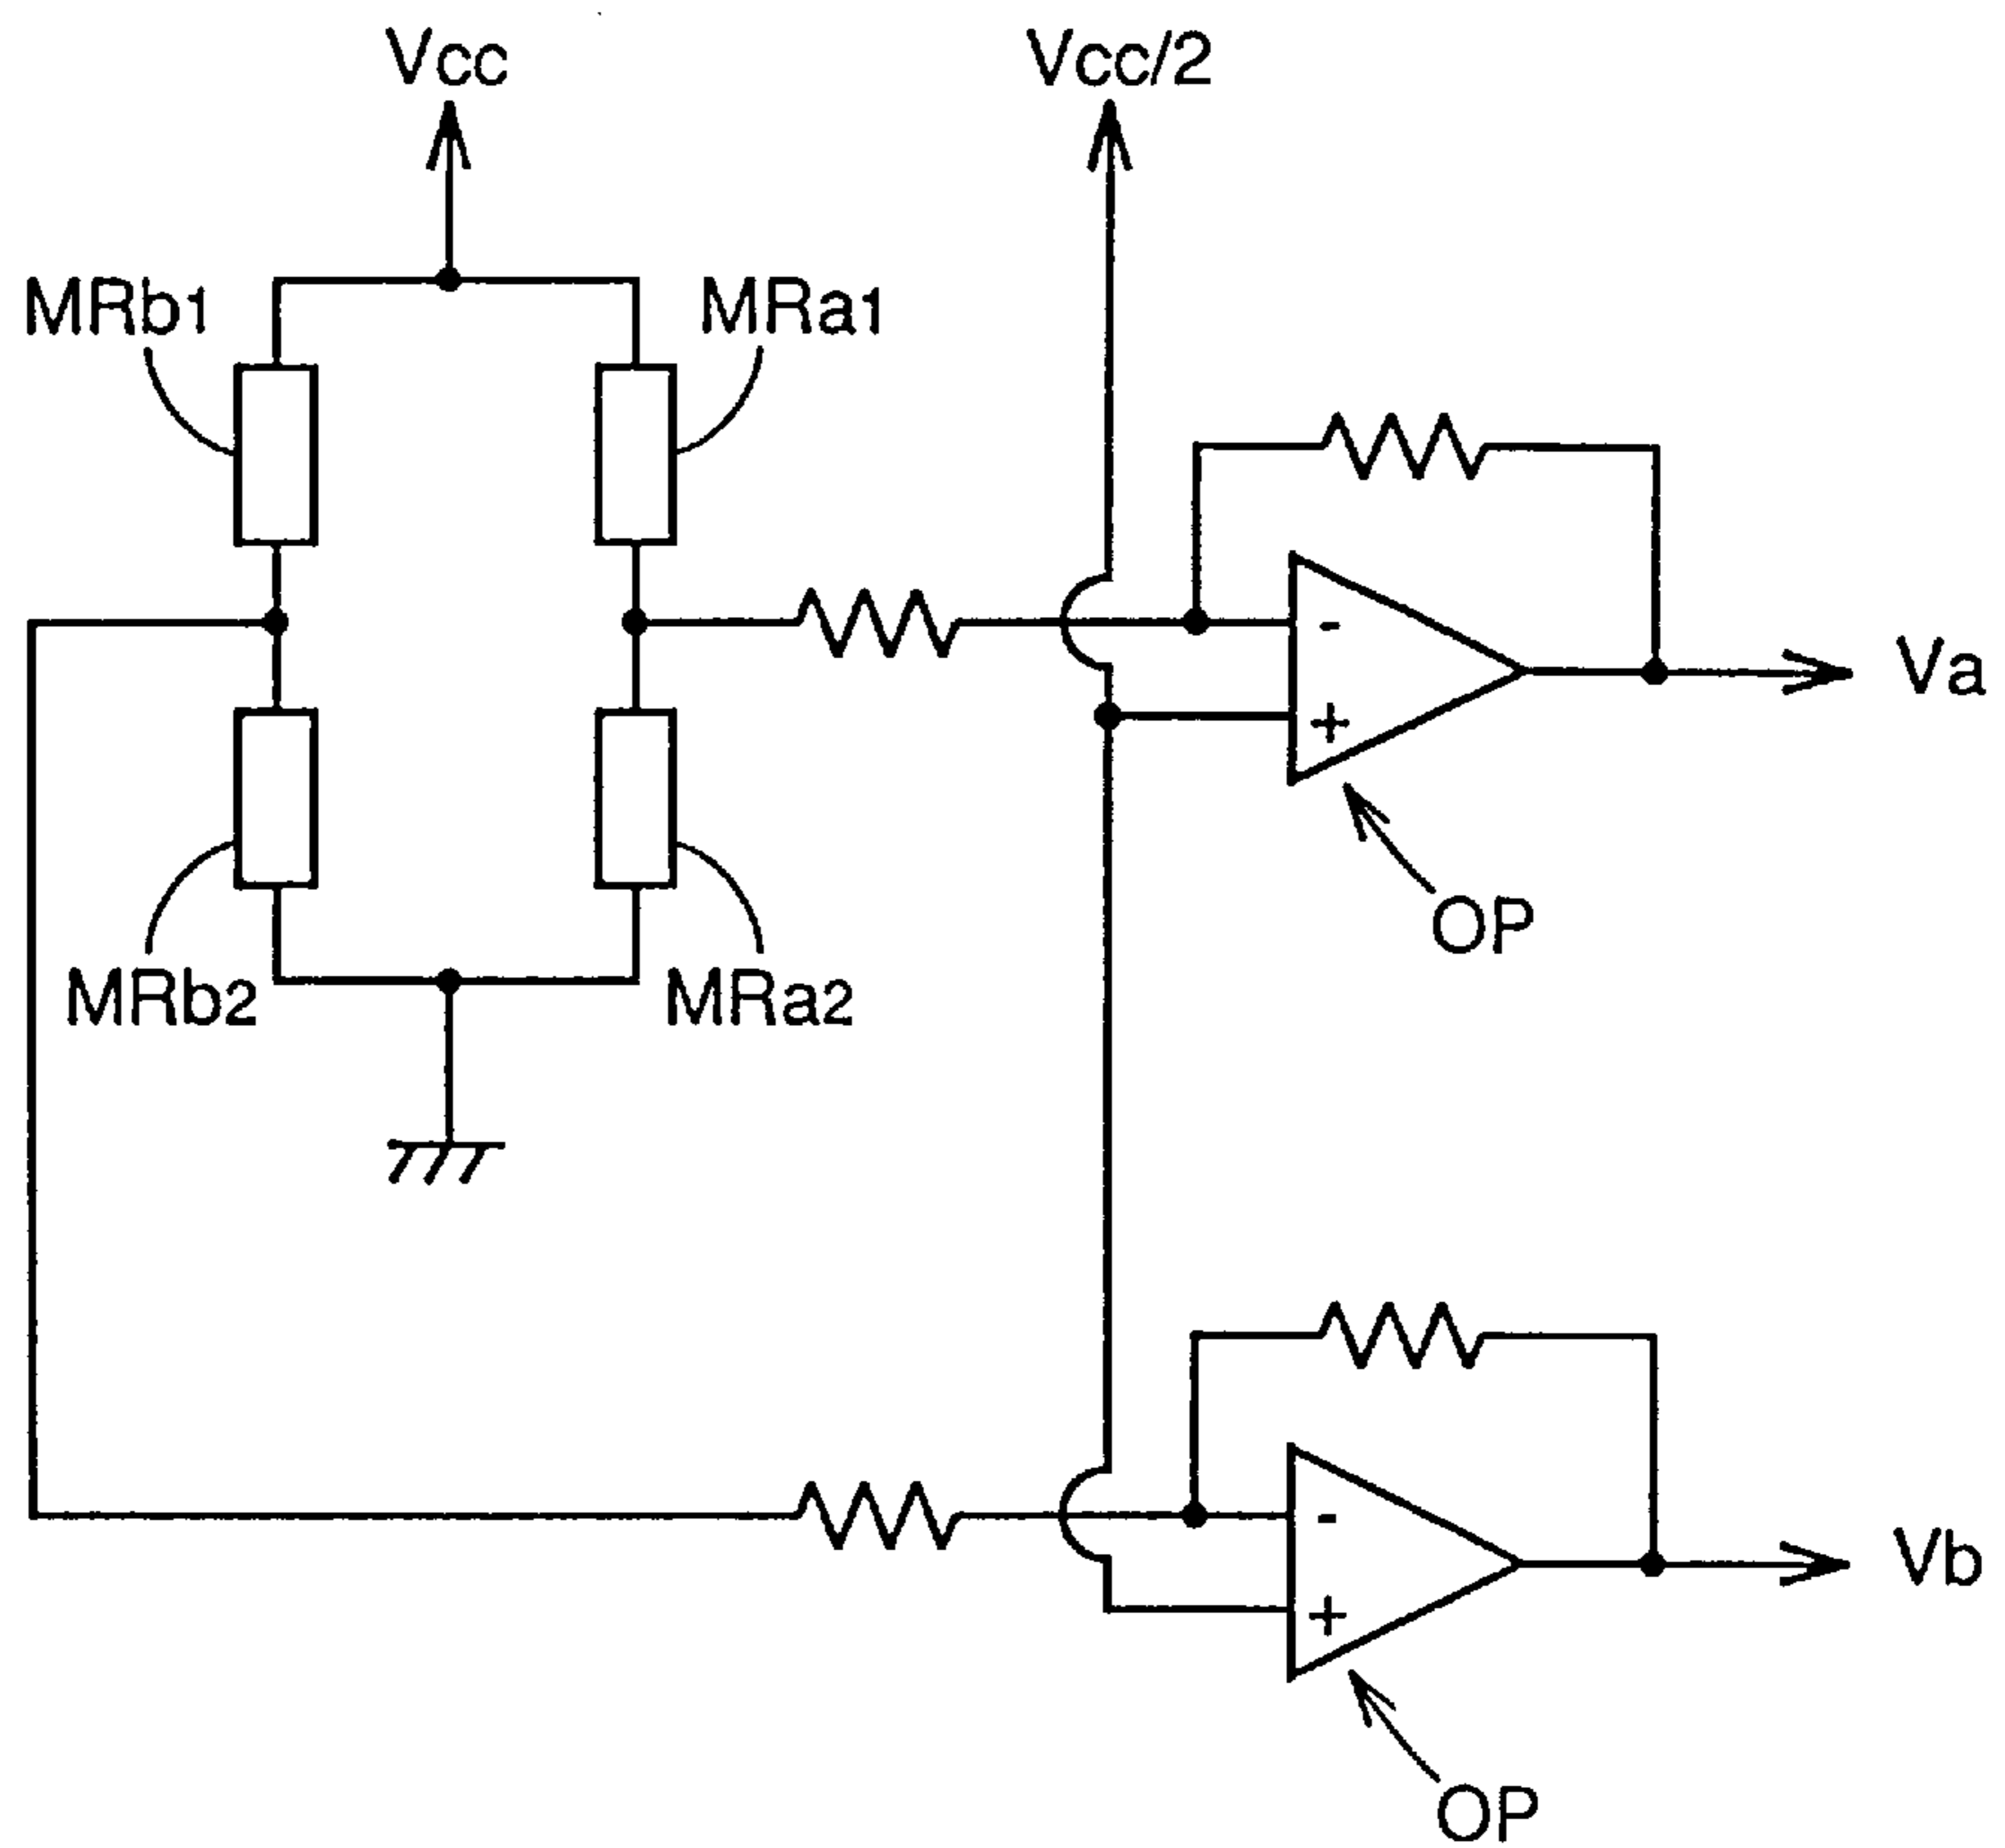 Vcc
Vcc/2
MRb1
MRa1
-
+
Va
OP
MRb2
MRa2
-
+
Vb
OP